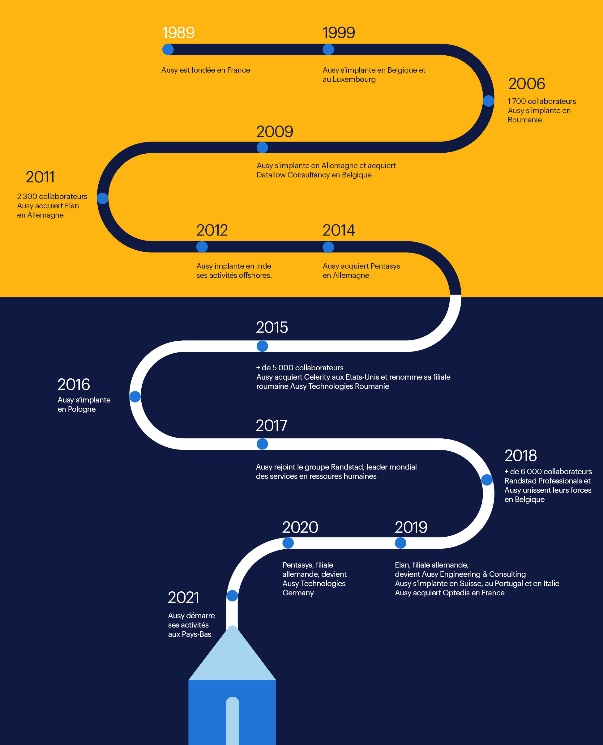 1989
Ausy est fondée en France
1999
Ausy s'implante en Belgique et
au Luxembourg
2006
1 700 collaborateurs
Ausy s'implante en
Roumanie
2009
Ausy s'implante en Allemagne et acquiert
Dataflow Consultancy en Belgique
2011
2 300 collaborateurs
Ausy acquiert Elan
en Allemagne
2012
Ausy implante en Inde
ses activités offshores.
2014
Ausy acquiert Pentasys
en Allemagne
2015
+ de 5 000 collaborateurs
Ausy acquiert Celerity aux Etats-Unis et renomme sa filiale
roumaine Ausy Technologies Roumanie
2016
Ausy s'implante
en Pologne
2017
Ausy rejoint le groupe Randstad, leader mondial
des services en ressoures humaines
2018
+ de 6 000 collaborateurs
Randstad Professionals et
Ausy unissent leurs forces
en Belgique
2019
Elan, filiale allemande,
devient Ausy Engineering & Consulting
Ausy s'implante en Suisse, au Portugal et en Italie
Ausy acquiert Optedis en France
2020
Pentasys, filiale
allemande, devient
Ausy Technologies
Germany
2021
Ausy démarre
ses activités
aux Pays-Bas